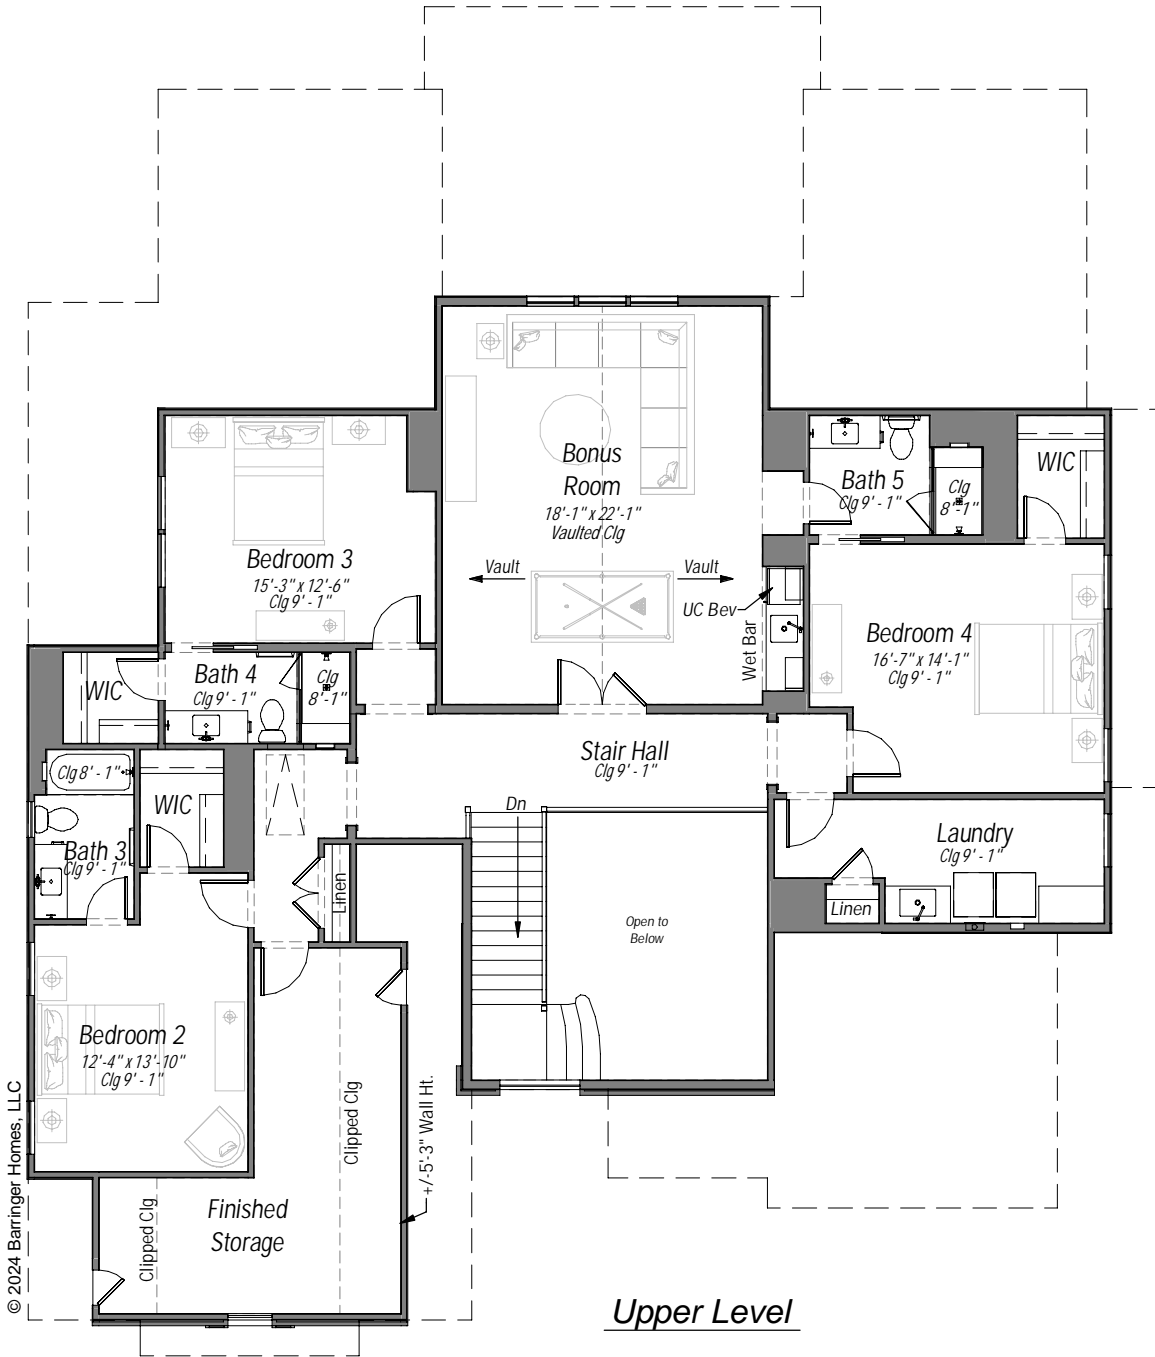 Bonus
Room
18'-1" x 22'-1"
Vaulted Clg
Vault
Vault
UC Bev
Wet Bar
Bath 5
Clg 9' - 1"
Clg
8'-1"
WIC
Bedroom 3
15'-3" x 12'-6"
Clg 9' - 1"
Bedroom 4
16'-7" x 14'-1"
Clg 9' - 1"
WIC
Bath 4
Clg 9' - 1"
Clg
8'-1"
Stair Hall
Clg 9' - 1"
Clg 8' - 1"
WIC
Bath 3
Clg 9' - 1"
Dn
Laundry
Clg 9' - 1"
Linen
Linen
Open to
Below
Bedroom 2
12'-4" x 13'-10"
Clg 9' - 1"
Clipped Clg
+/-5'-3" Wall Ht.
Finished
Storage
Clipped Clg
© 2024 Barringer Homes, LLC
Upper Level